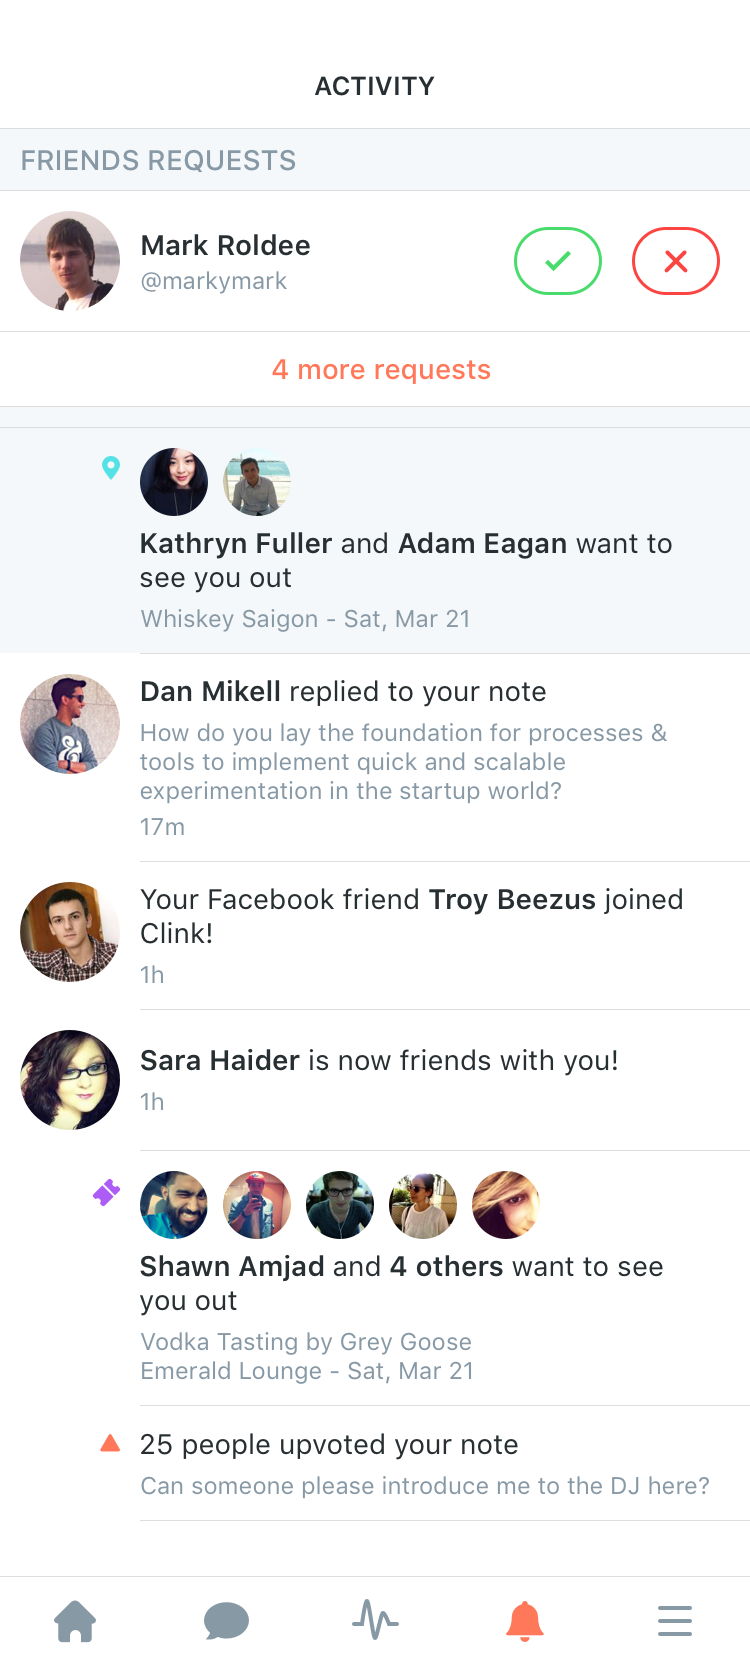 ACTIVITY
FRIENDS REQUESTS
Mark Roldee
@markymark
4 more requests
Kathryn Fuller and Adam Eagan want to
see you out
Whiskey Saigon - Sat, Mar 21
Dan Mikell replied to your note
How do you lay the foundation for processes &
tools to implement quick and scalable
experimentation in the startup world?
17m
Your Facebook friend Troy Beezus joined
Clink!
1h
Sara Haider is now friends with you!
1h
Shawn Amjad and 4 others want to see
you out
Vodka Tasting by Grey Goose
Emerald Lounge - Sat, Mar 21
25 people upvoted your note
Can someone please introduce me to the DJ here?